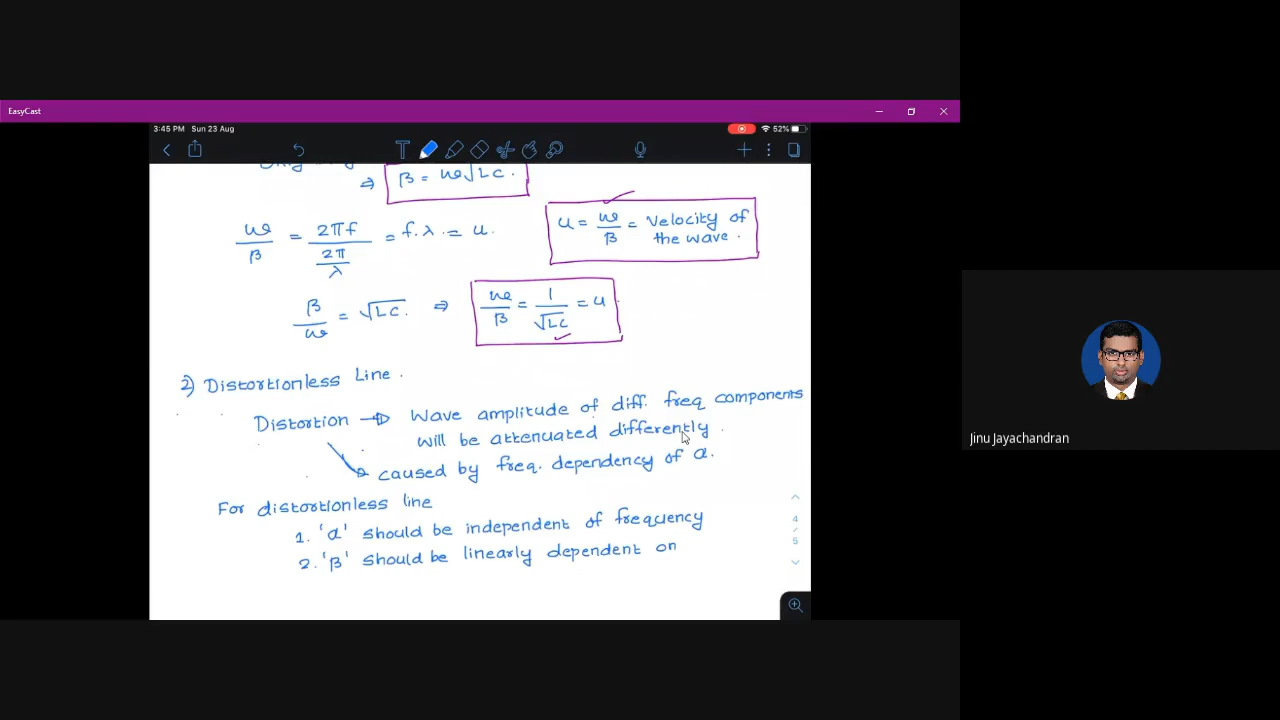 EasyCast
3:45 PM Sun 23 Aug
52%
⇒ β = ω√LC.
ω/β = 2πf / (2π/λ) = f.λ = u.
u = ω/β = Velocity of the wave.
β/ω = √LC. ⇒ ω/β = 1/√LC = u
2) Distortionless Line.
Distortion → Wave amplitude of diff. freq components
will be attenuated differently.
caused by freq. dependency of α.
For distortionless line
1. 'α' should be independent of frequency
2. 'β' should be linearly dependent on
4
5
Jinu Jayachandran